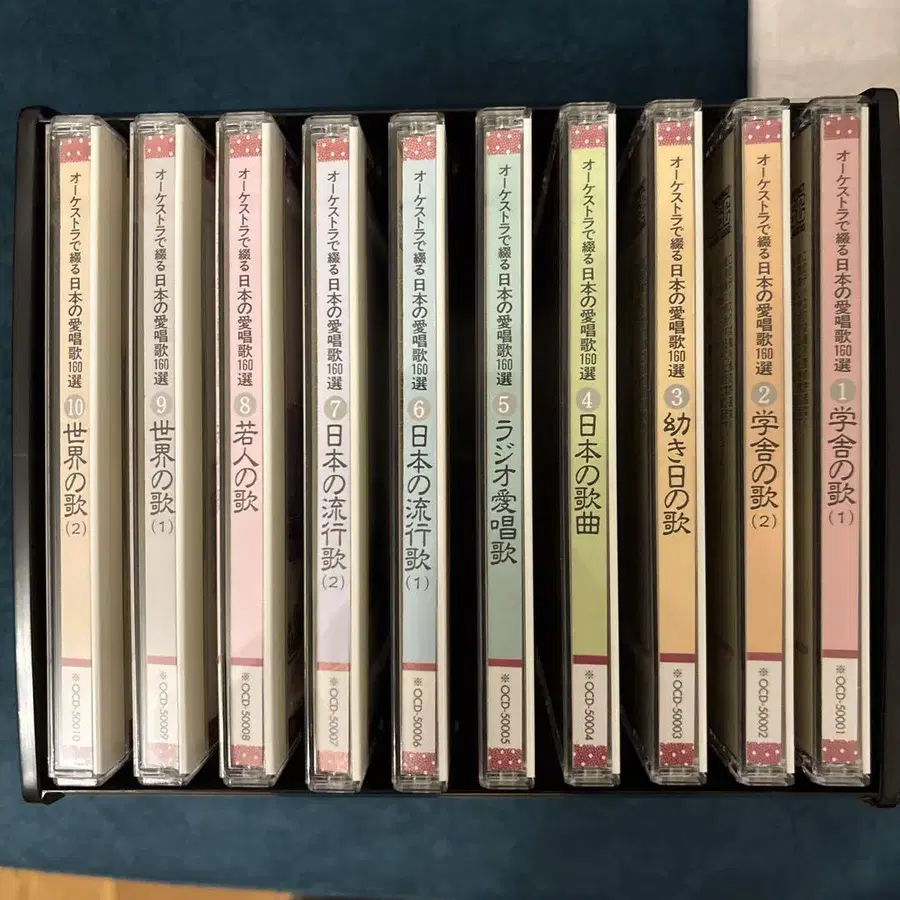 オーケストラで綴る 日本の愛唱歌160選 1 学舎の歌(1) ※ OCD-50001
オーケストラで綴る 日本の愛唱歌160選 2 学舎の歌(2) ※ OCD-50002
オーケストラで綴る 日本の愛唱歌160選 3 幼き日の歌 ※ OCD-50003
オーケストラで綴る 日本の愛唱歌160選 4 日本の歌曲 ※ OCD-50004
オーケストラで綴る 日本の愛唱歌160選 5 ラジオ愛唱歌 ※ OCD-50005
オーケストラで綴る 日本の愛唱歌160選 6 日本の流行歌(1) ※ OCD-50006
オーケストラで綴る 日本の愛唱歌160選 7 日本の流行歌(2) ※ OCD-50007
オーケストラで綴る 日本の愛唱歌160選 8 若人の歌 ※ OCD-50008
オーケストラで綴る 日本の愛唱歌160選 9 世界の歌(1) ※ OCD-50009
オーケストラで綴る 日本の愛唱歌160選 10 世界の歌(2) ※ OCD-50010